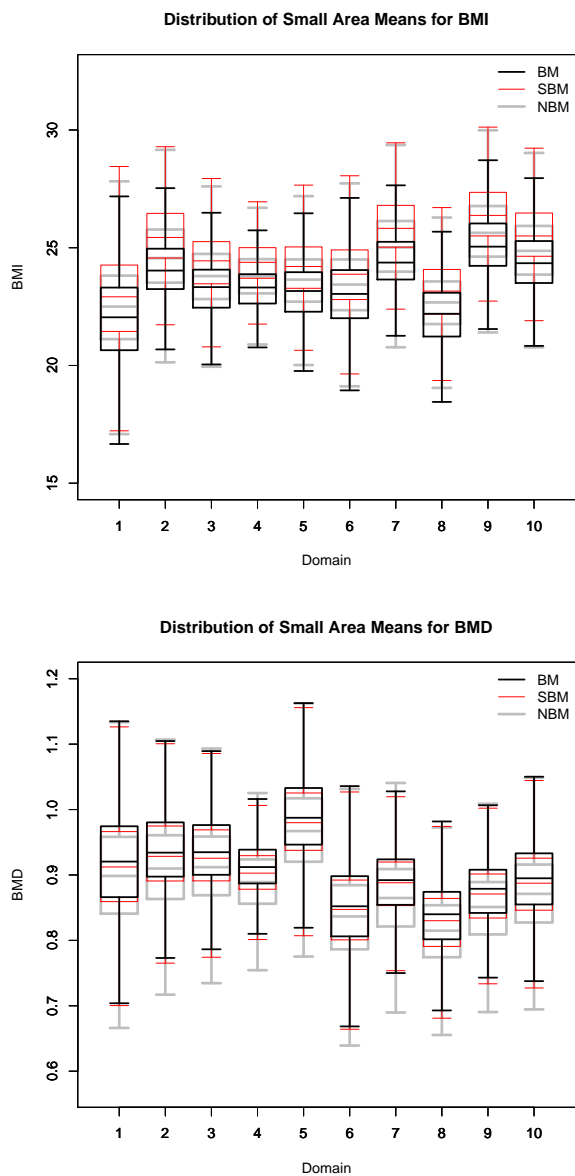 Distribution of Small Area Means for BMI
BM
SBM
NBM
30
25
20
15
BMI
1 2 3 4 5 6 7 8 9 10
Domain
Distribution of Small Area Means for BMD
BM
SBM
NBM
1.2
1.1
1.0
0.9
0.8
0.7
0.6
BMD
1 2 3 4 5 6 7 8 9 10
Domain